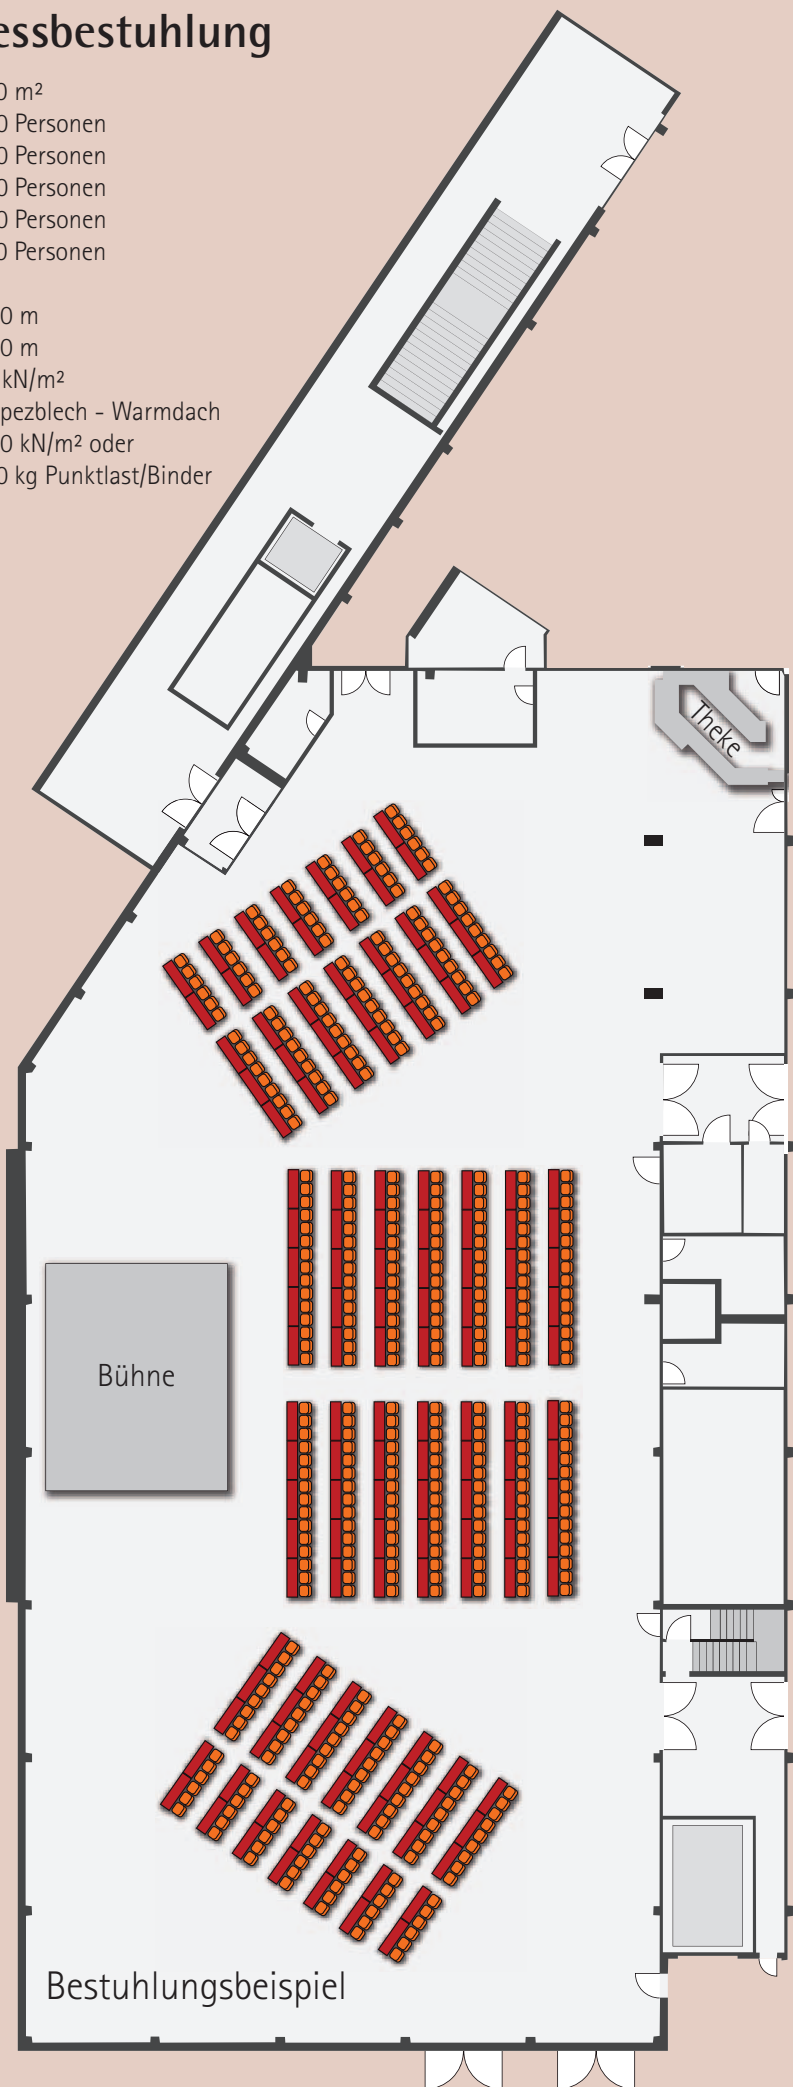 essbestuhlung
0 m²
0 Personen
0 Personen
0 Personen
0 Personen
0 Personen
0 m
0 m
kN/m²
pezblech - Warmdach
0 kN/m² oder
0 kg Punktlast/Binder
Theke
Bühne
Bestuhlungsbeispiel